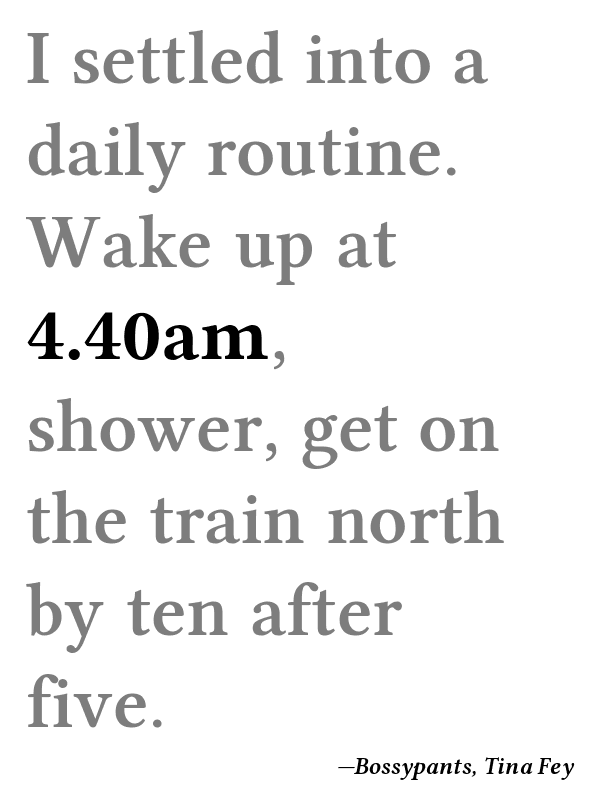 I settled into a
daily routine.
Wake up at
4.40am,
shower, get on
the train north
by ten after
five.
—Bossypants, Tina Fey